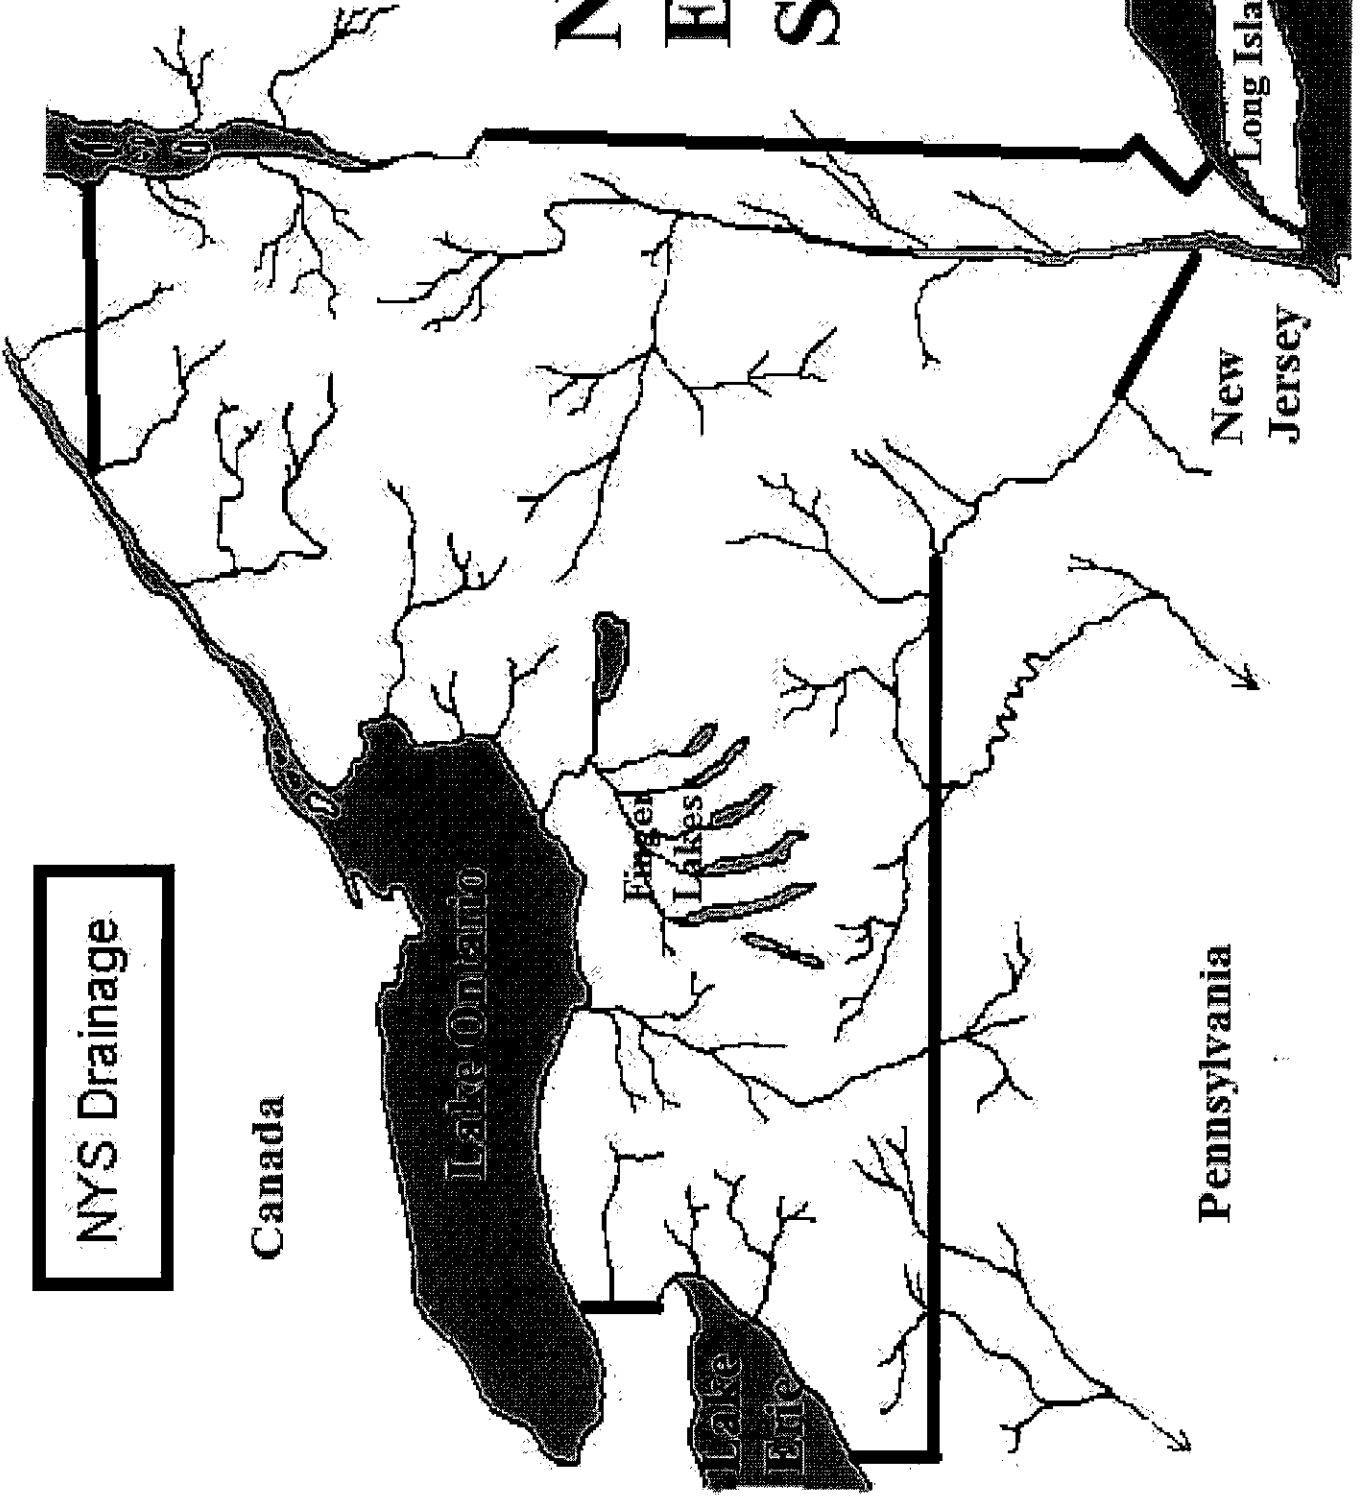 NYS Drainage
Canada
Lake Ontario
Finger
Lakes
Lake
Erie
Pennsylvania
New
Jersey
Long Isla
N
E
S